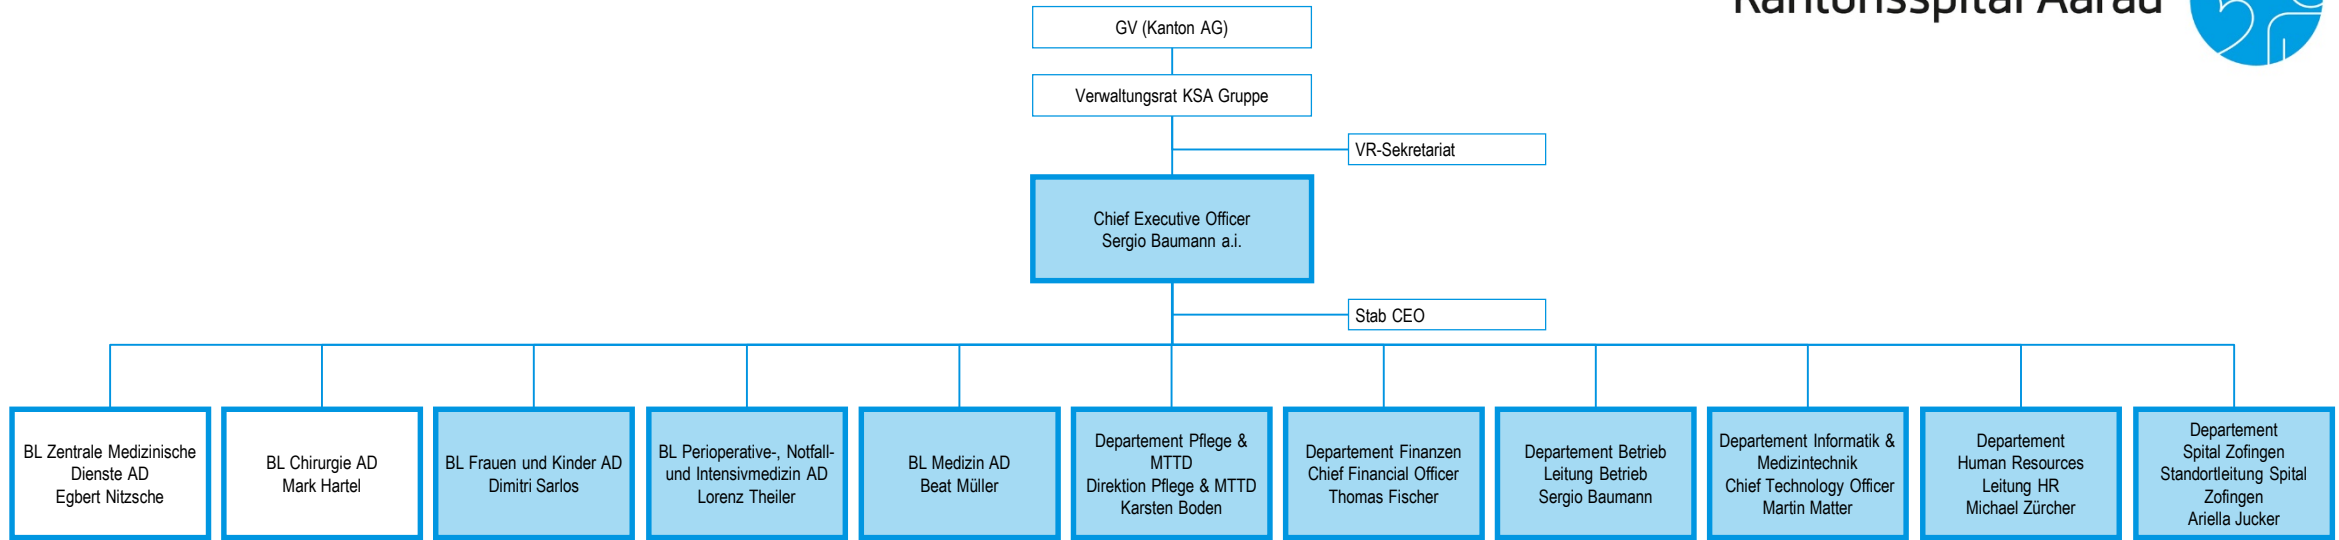 Kantonsspital Aarau
GV (Kanton AG)
Verwaltungsrat KSA Gruppe
VR-Sekretariat
Chief Executive Officer
Sergio Baumann a.i.
Stab CEO
BL Zentrale Medizinische
Dienste AD
Egbert Nitzsche
BL Chirurgie AD
Mark Hartel
BL Frauen und Kinder AD
Dimitri Sarlos
BL Perioperative-, Notfall-
und Intensivmedizin AD
Lorenz Theiler
BL Medizin AD
Beat Müller
Departement Pflege &
MTTD
Direktion Pflege & MTTD
Karsten Boden
Departement Finanzen
Chief Financial Officer
Thomas Fischer
Departement Betrieb
Leitung Betrieb
Sergio Baumann
Departement Informatik &
Medizintechnik
Chief Technology Officer
Martin Matter
Departement
Human Resources
Leitung HR
Michael Zürcher
Departement
Spital Zofingen
Standortleitung Spital
Zofingen
Ariella Jucker